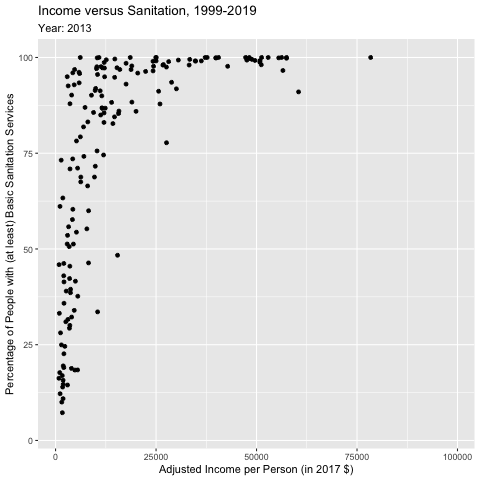 Income versus Sanitation, 1999-2019
Year: 2013
Percentage of People with (at least) Basic Sanitation Services
100
75
50
25
0
0 25000 50000 75000 100000
Adjusted Income per Person (in 2017 $)